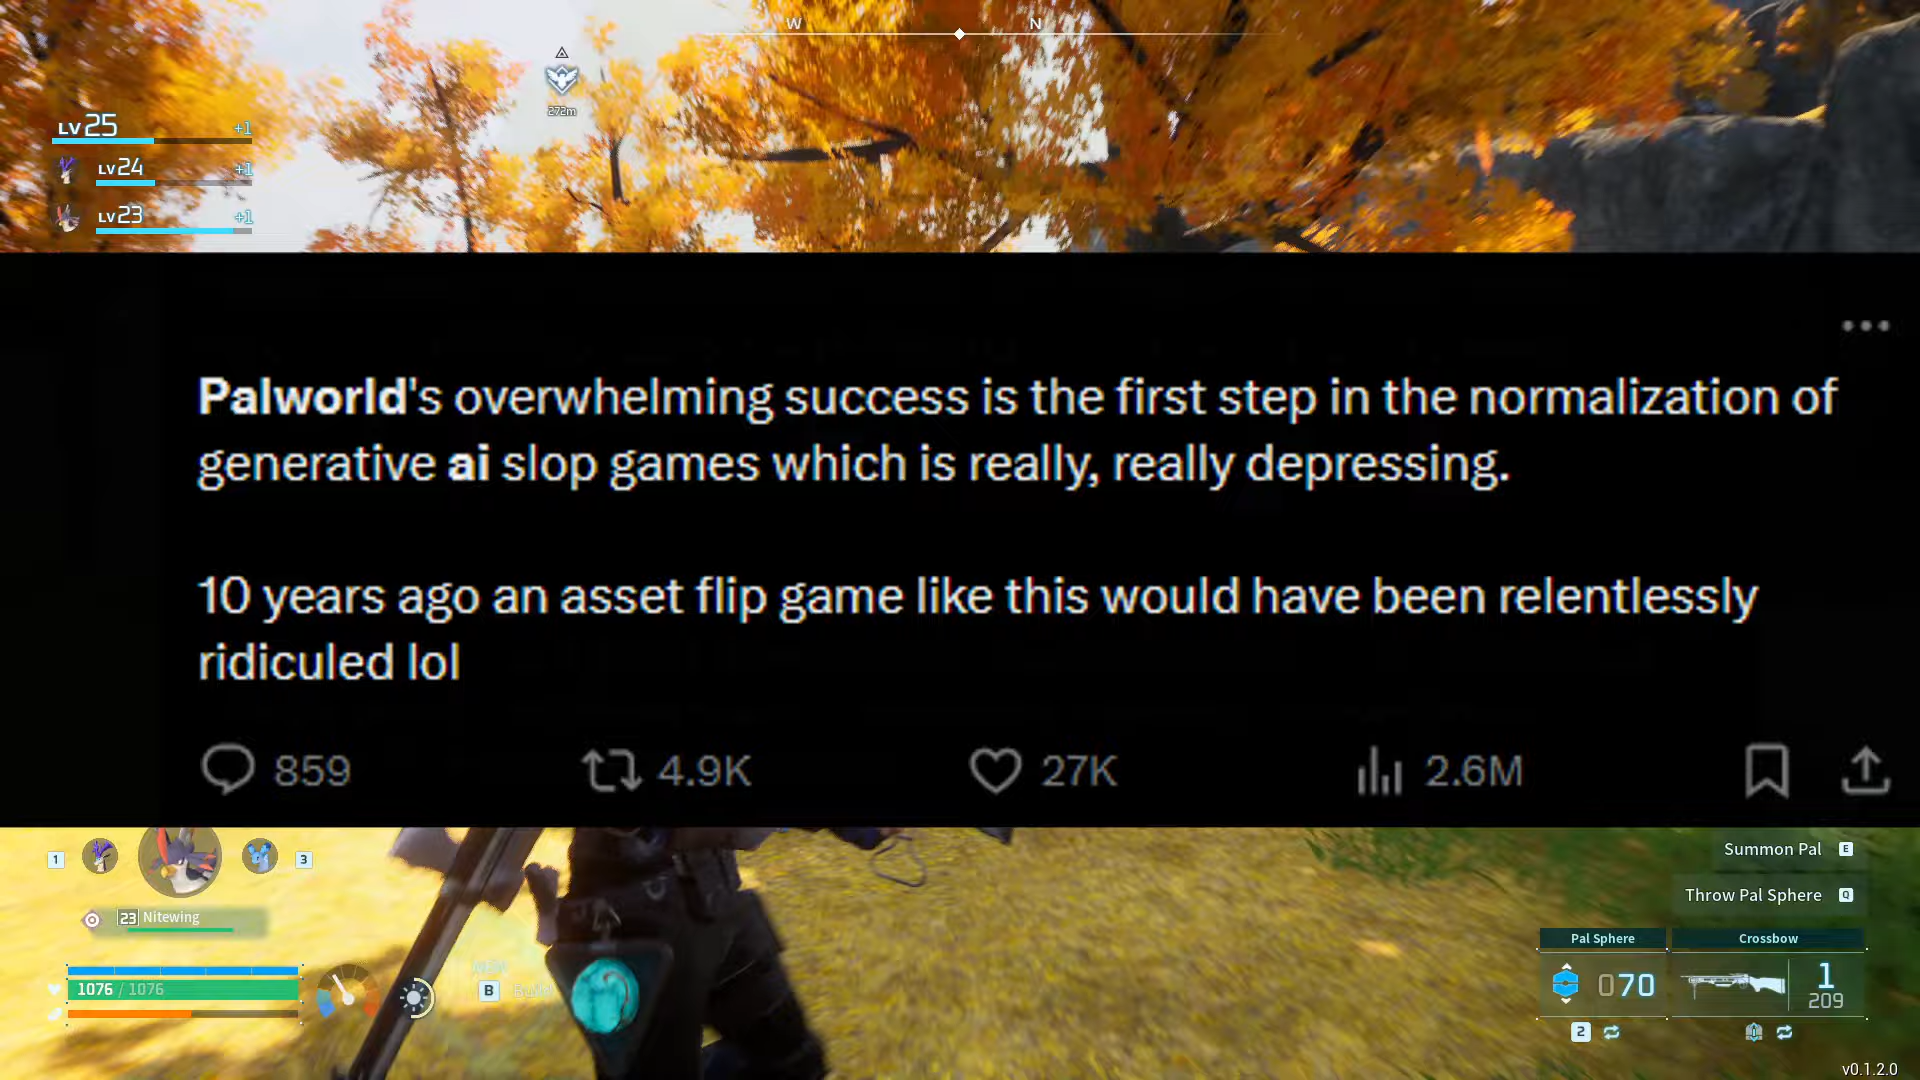 W
N
272m
LV 25
+1
LV 24
+1
LV 23
+1
Palworld's overwhelming success is the first step in the normalization of
generative ai slop games which is really, really depressing.
10 years ago an asset flip game like this would have been relentlessly
ridiculed lol
859
4.9K
27K
2.6M
1
3
23 Nitewing
1076 / 1076
B
Build
Summon Pal E
Throw Pal Sphere Q
Pal Sphere
Crossbow
070
1
209
2
v0.1.2.0